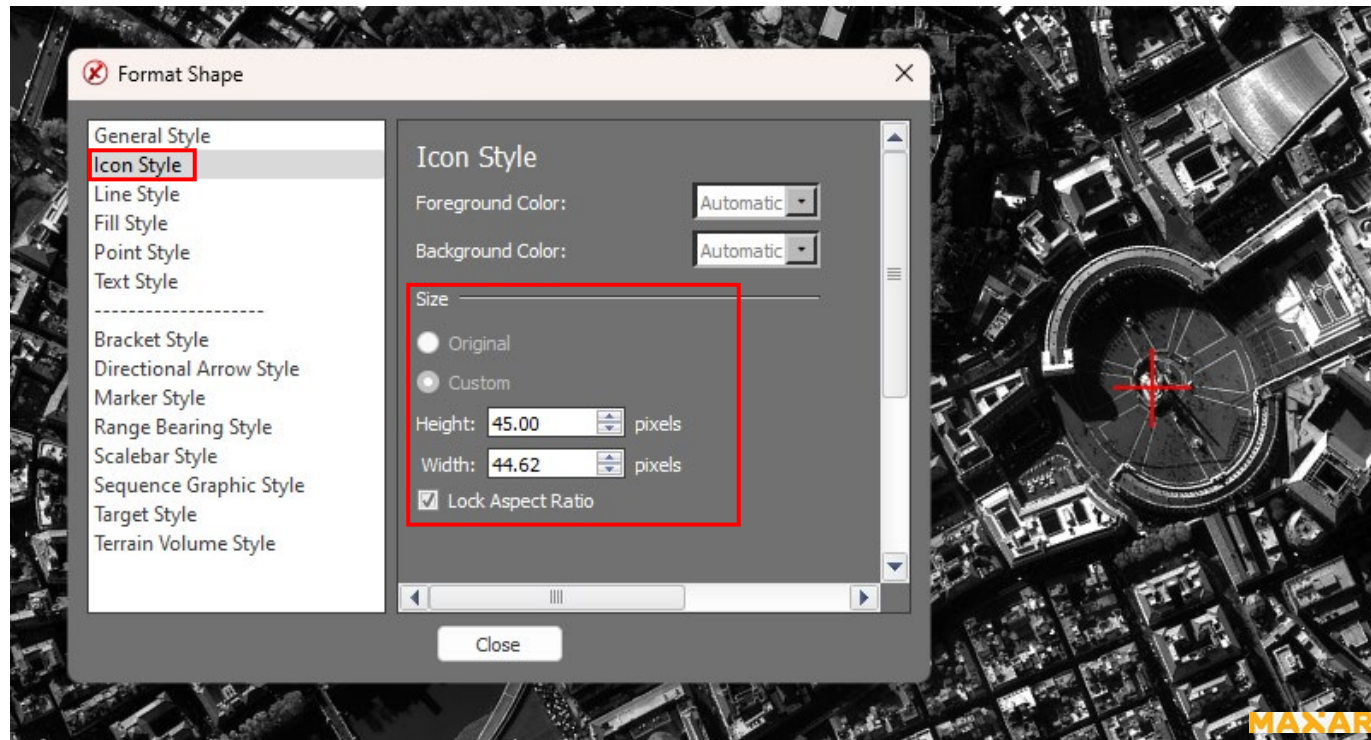 Format Shape
General Style
Icon Style
Line Style
Fill Style
Point Style
Text Style
--------------------
Bracket Style
Directional Arrow Style
Marker Style
Range Bearing Style
Scalebar Style
Sequence Graphic Style
Target Style
Terrain Volume Style
Icon Style
Foreground Color: Automatic
Background Color: Automatic
Size
Original
Custom
Height: 45.00 pixels
Width: 44.62 pixels
Lock Aspect Ratio
Close
MAXAR